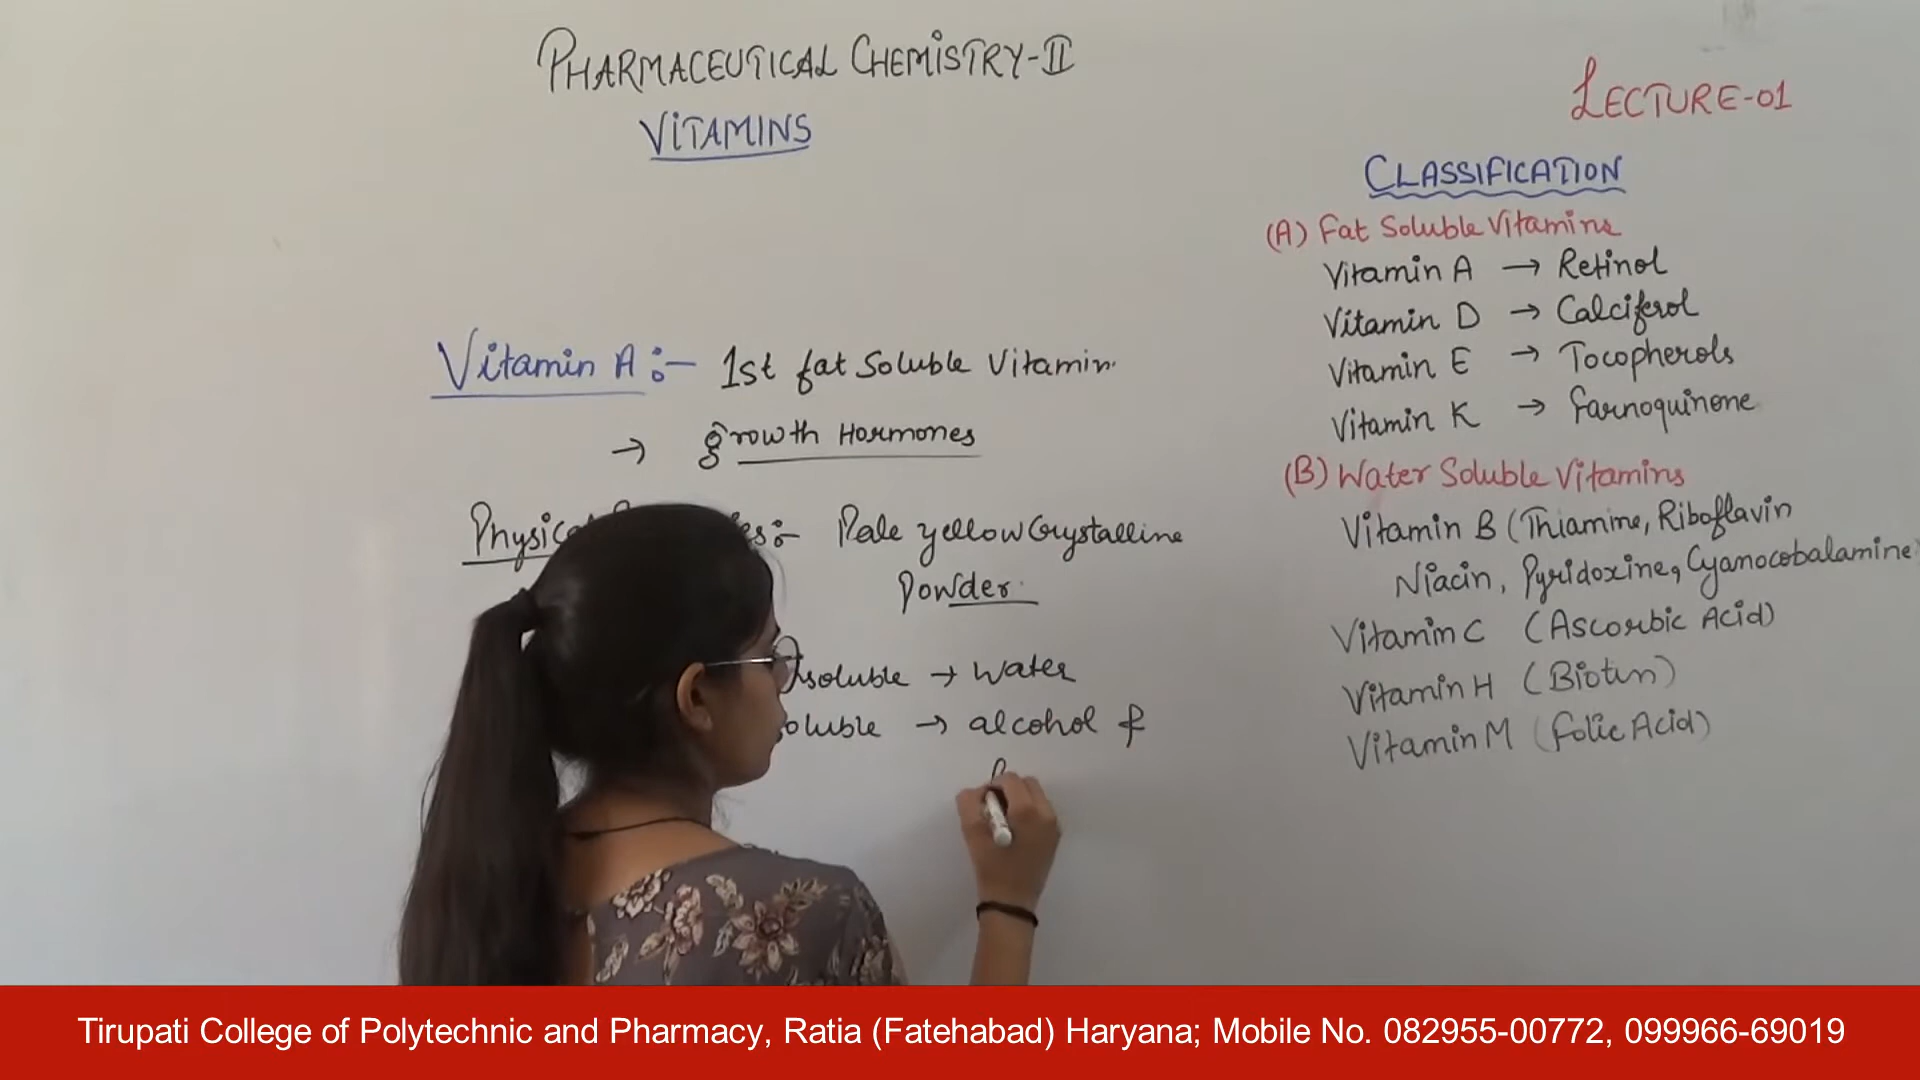 PHARMACEUTICAL CHEMISTRY-II
VITAMINS
Vitamin A:- 1st fat Soluble Vitamin.
→ growth Hormones
Pale yellow Crystalline
Powder.
Insoluble → Water
Soluble → alcohol &
LECTURE-01
CLASSIFICATION
(A) Fat Soluble Vitamins
Vitamin A → Retinol
Vitamin D → Calciferol
Vitamin E → Tocopherols
Vitamin K → Farnoquinone
(B) Water Soluble Vitamins
Vitamin B (Thiamine, Riboflavin
Niacin, Pyridoxine, Cyanocobalamine)
Vitamin C (Ascorbic Acid)
Vitamin H (Biotin)
Vitamin M (Folic Acid)
Tirupati College of Polytechnic and Pharmacy, Ratia (Fatehabad) Haryana; Mobile No. 082955-00772, 099966-69019